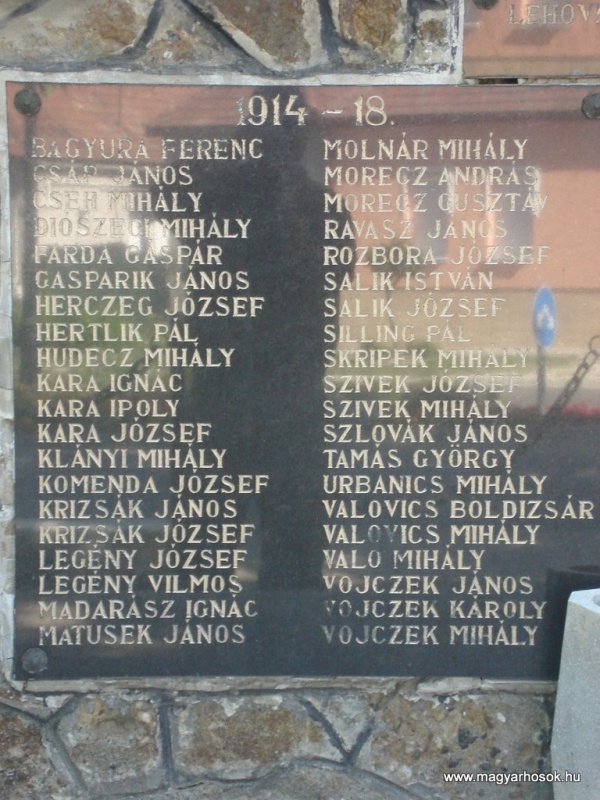 LEHOVA
1914 - 18.
BAGYURA FERENC
CSÁP JÁNOS
CSEH MIHÁLY
DIÓSZEGI MIHÁLY
FARDA GÁSPÁR
GASPARIK JÁNOS
HERCZEG JÓZSEF
HERTLIK PÁL
HUDECZ MIHÁLY
KARA IGNÁC
KARA IPOLY
KARA JÓZSEF
KLÁNYI MIHÁLY
KOMENDA JÓZSEF
KRIZSÁK JÁNOS
KRIZSÁK JÓZSEF
LEGÉNY JÓZSEF
LEGÉNY VILMOS
MADARÁSZ IGNÁC
MATUSEK JÁNOS
MOLNÁR MIHÁLY
MORECZ ANDRÁS
MORECZ GUSZTÁV
RAVASZ JÁNOS
ROZBORA JÓZSEF
SALIK ISTVÁN
SALIK JÓZSEF
SILLING PÁL
SKRIPEK MIHÁLY
SZIVEK JÓZSEF
SZIVEK MIHÁLY
SZLOVÁK JÁNOS
TAMÁS GYÖRGY
URBANICS MIHÁLY
VALOVICS BOLDIZSÁR
VALOVICS MIHÁLY
VALÓ MIHÁLY
VOJCZEK JÁNOS
VOJCZEK KÁROLY
VOJCZEK MIHÁLY
www.magyarhosok.hu